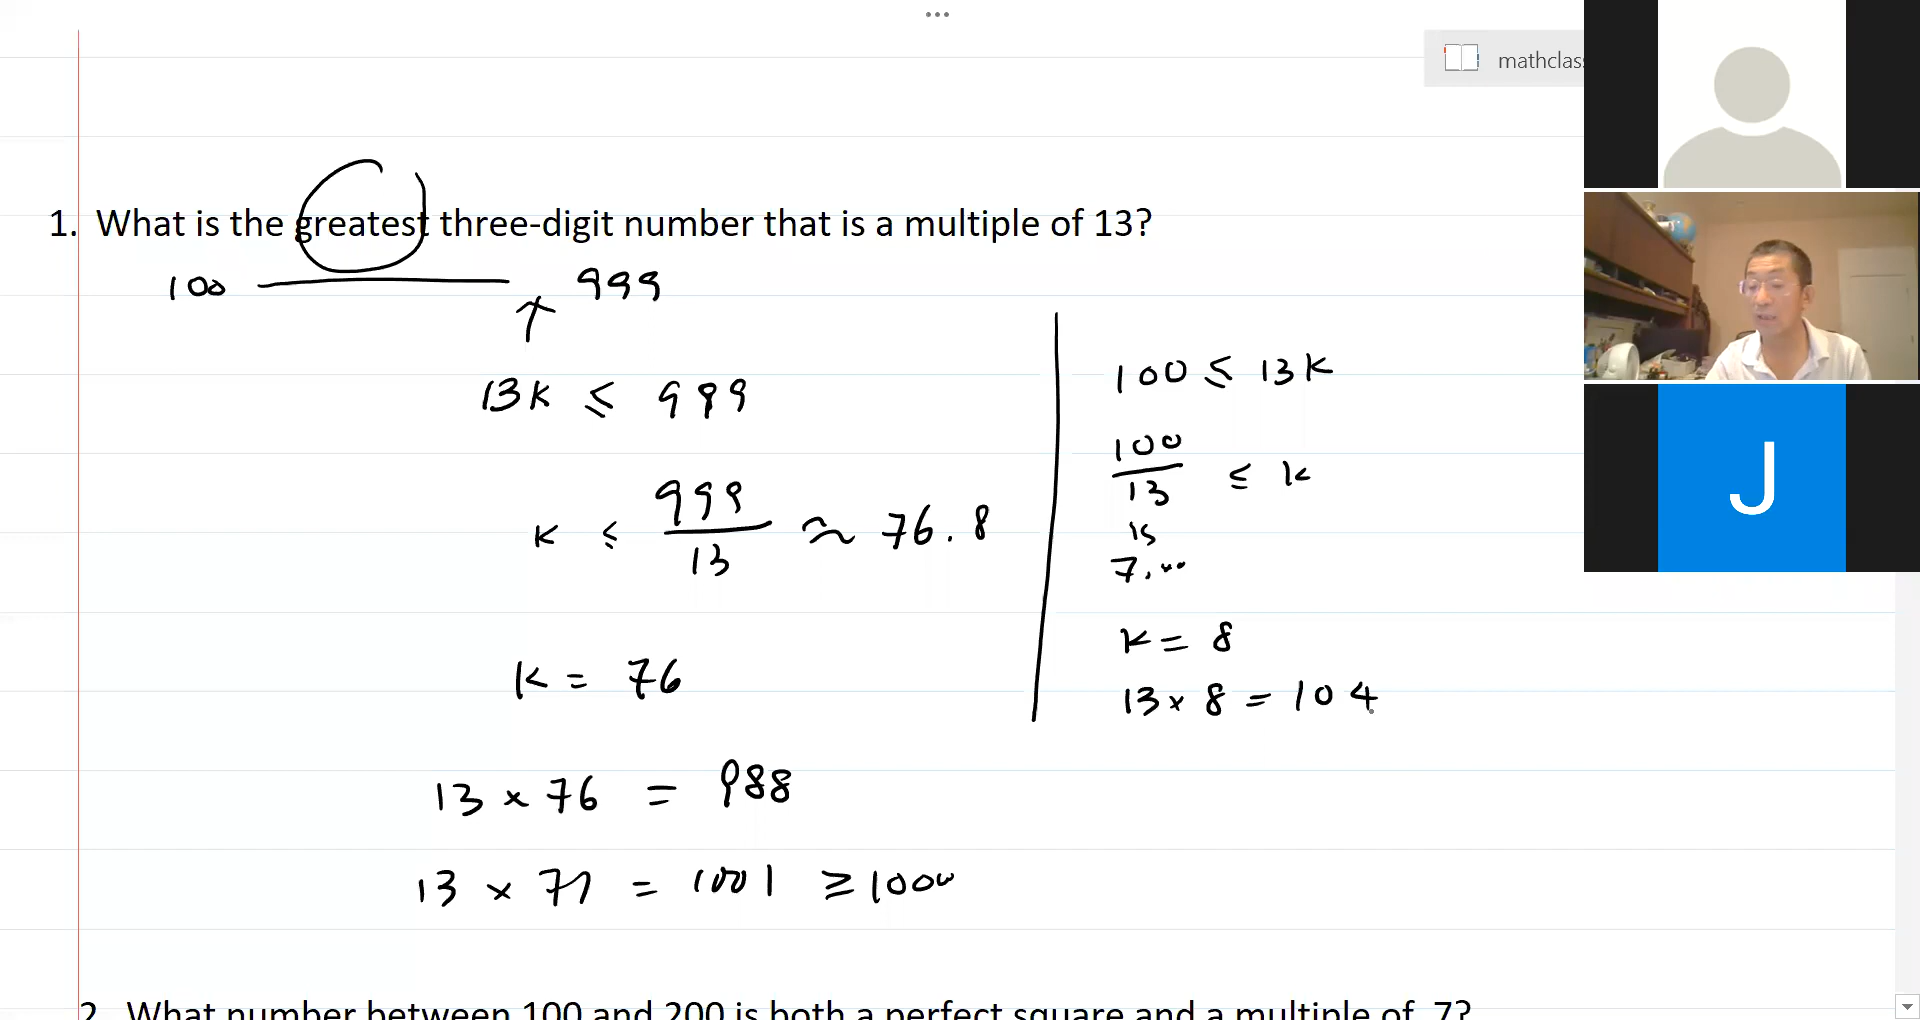 mathclas
1. What is the greatest three-digit number that is a multiple of 13?
100 999
13k ≤ 999
k ≤ 999/13 ≈ 76.8
k = 76
13 × 76 = 988
13 × 77 = 1001 ≥ 1000
100 ≤ 13k
100/13 ≤ k
is
7....
k = 8
13 × 8 = 104
2. What number between 100 and 200 is both a perfect square and a multiple of 7?
J